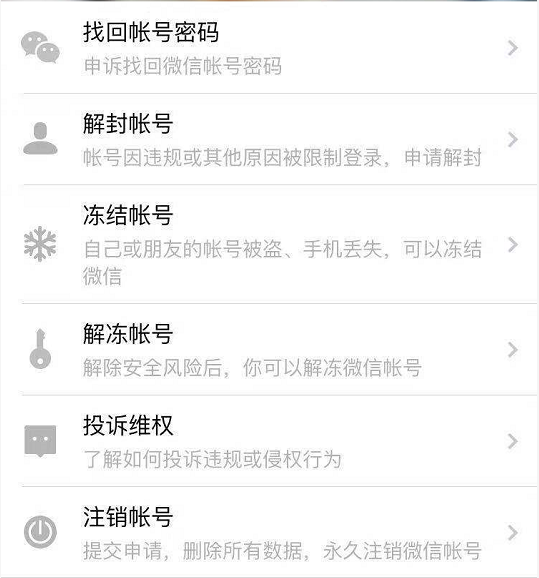 找回帐号密码
申诉找回微信帐号密码
解封帐号
帐号因违规或其他原因被限制登录，申请解封
冻结帐号
自己或朋友的帐号被盗、手机丢失，可以冻结
微信
解冻帐号
解除安全风险后，你可以解冻微信帐号
投诉维权
了解如何投诉违规或侵权行为
注销帐号
提交申请，删除所有数据，永久注销微信帐号